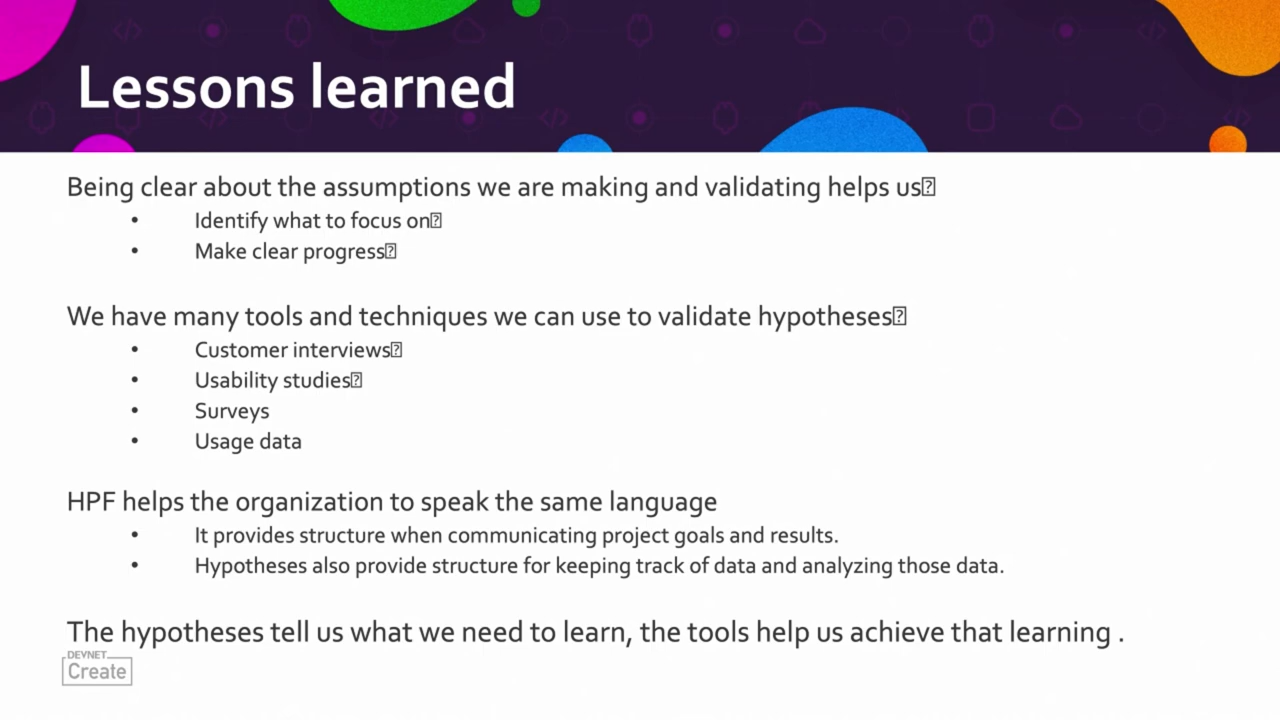 Lessons learned
Being clear about the assumptions we are making and validating helps us⍰
• Identify what to focus on⍰
• Make clear progress⍰
We have many tools and techniques we can use to validate hypotheses⍰
• Customer interviews⍰
• Usability studies⍰
• Surveys
• Usage data
HPF helps the organization to speak the same language
• It provides structure when communicating project goals and results.
• Hypotheses also provide structure for keeping track of data and analyzing those data.
The hypotheses tell us what we need to learn, the tools help us achieve that learning .
DEVNET
Create